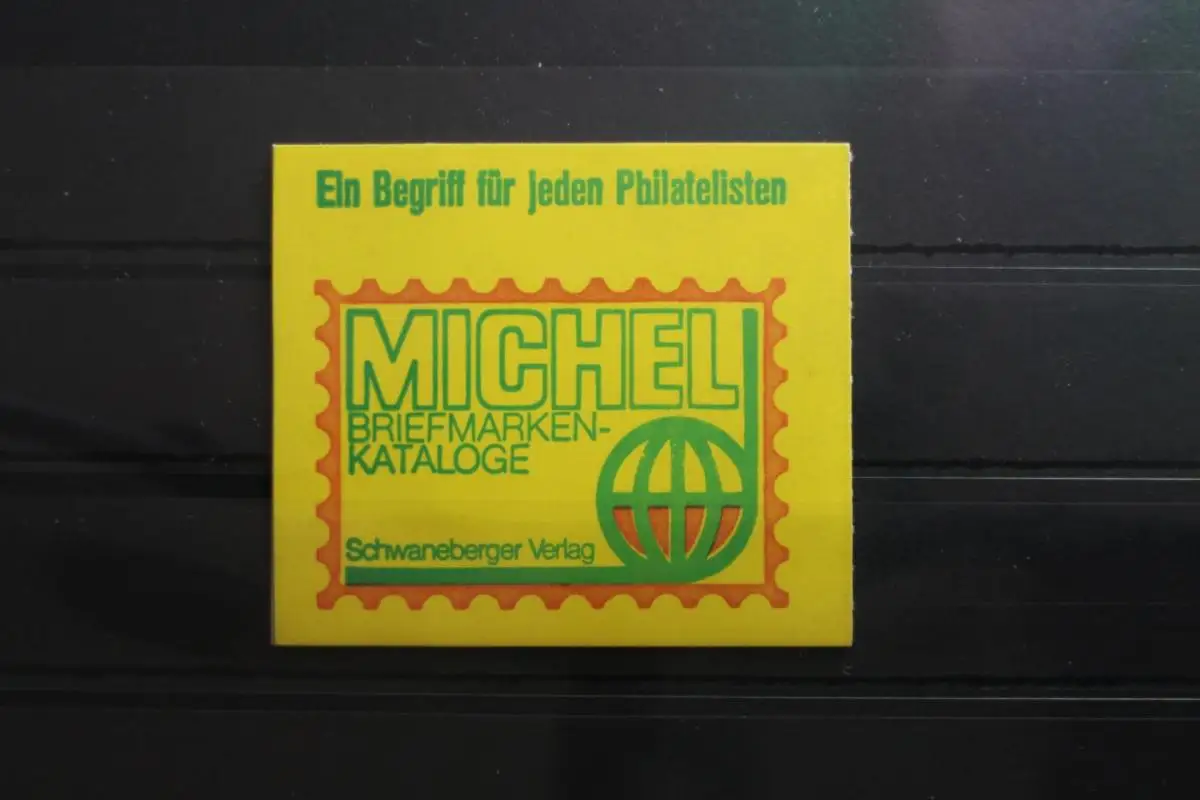 Ein Begriff für jeden Philatelisten
MICHEL
BRIEFMARKEN-
KATALOGE
Schwaneberger Verlag